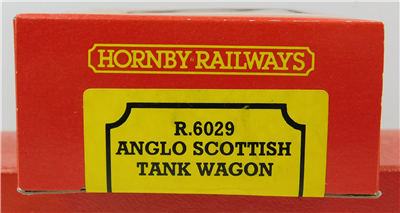 HORNBY RAILWAYS
R.6029
ANGLO SCOTTISH
TANK WAGON